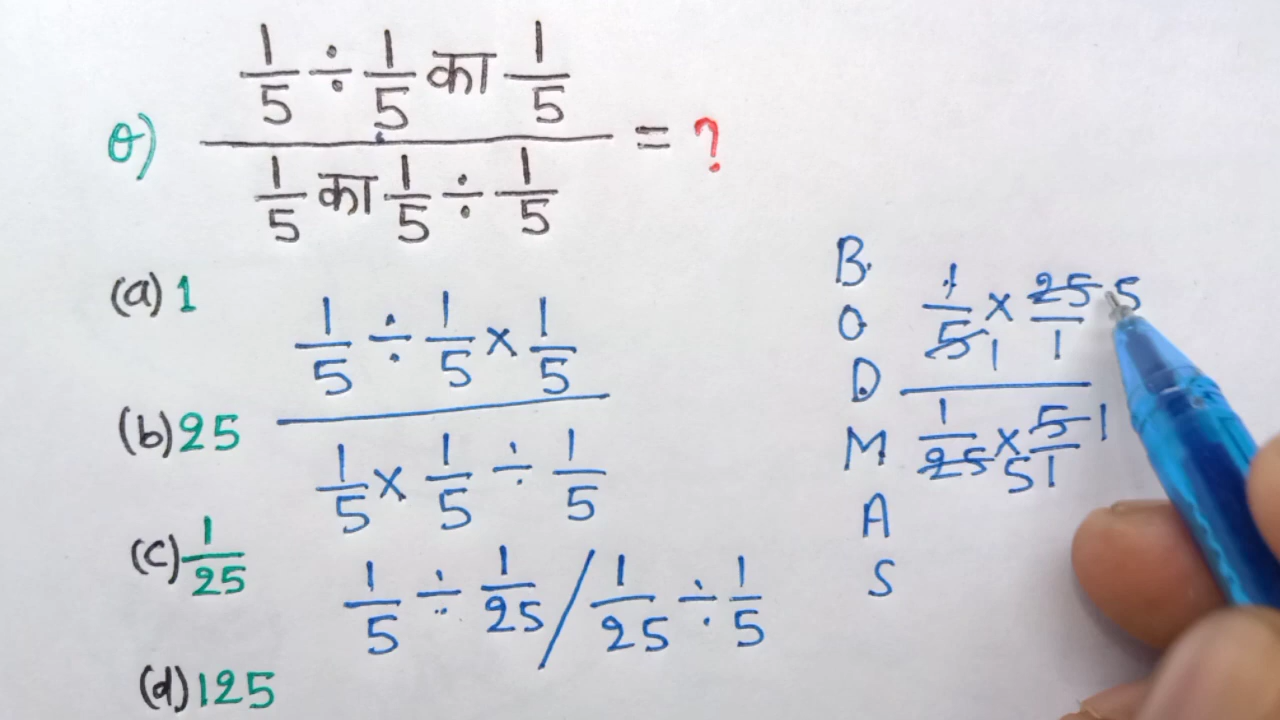 θ) 1/5 ÷ 1/5 का 1/5
1/5 का 1/5 ÷ 1/5 = ?
(a) 1
(b) 25
(c) 1/25
(d) 125
1/5 ÷ 1/5 × 1/5
1/5 × 1/5 ÷ 1/5
1/5 ÷ 1/25 / 1/25 ÷ 1/5
B
O
D
M
A
S
1/5 1 × 25/1 5
1/25 5 × 5/1 1